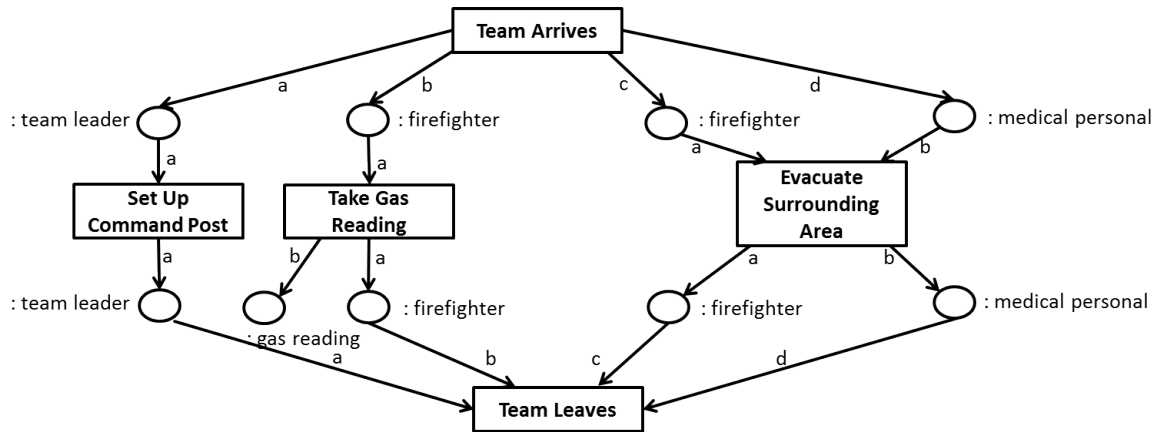 Team Arrives
a
b
c
d
: team leader
: firefighter
: firefighter
: medical personal
a
a
a
b
Set Up
Command Post
Take Gas
Reading
Evacuate
Surrounding
Area
a
b
a
a
b
: team leader
: firefighter
: firefighter
: medical personal
: gas reading
a
b
c
d
Team Leaves